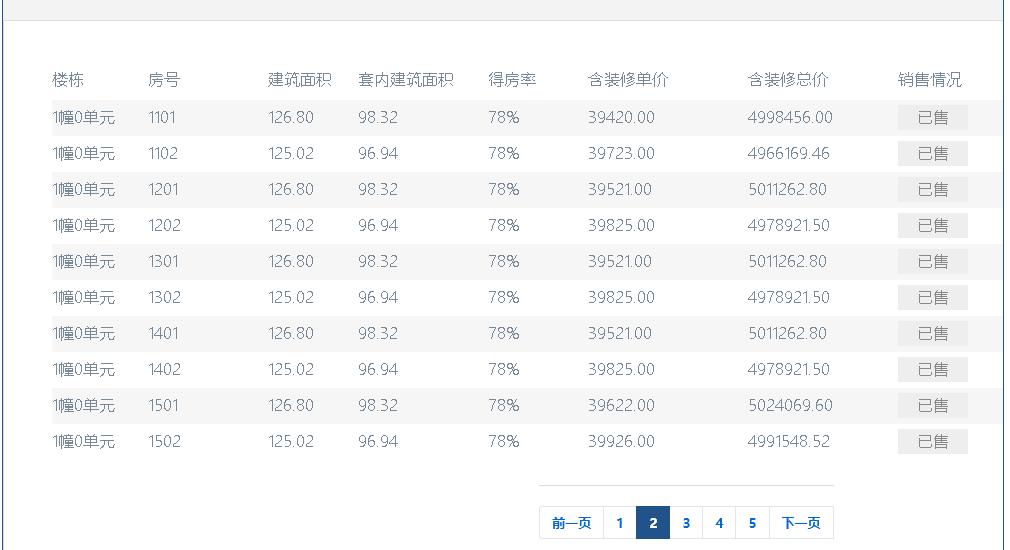 楼栋 房号 建筑面积 套内建筑面积 得房率 含装修单价 含装修总价 销售情况
1幢0单元 1101 126.80 98.32 78% 39420.00 4998456.00 已售
1幢0单元 1102 125.02 96.94 78% 39723.00 4966169.46 已售
1幢0单元 1201 126.80 98.32 78% 39521.00 5011262.80 已售
1幢0单元 1202 125.02 96.94 78% 39825.00 4978921.50 已售
1幢0单元 1301 126.80 98.32 78% 39521.00 5011262.80 已售
1幢0单元 1302 125.02 96.94 78% 39825.00 4978921.50 已售
1幢0单元 1401 126.80 98.32 78% 39521.00 5011262.80 已售
1幢0单元 1402 125.02 96.94 78% 39825.00 4978921.50 已售
1幢0单元 1501 126.80 98.32 78% 39622.00 5024069.60 已售
1幢0单元 1502 125.02 96.94 78% 39926.00 4991548.52 已售
前一页 1 2 3 4 5 下一页